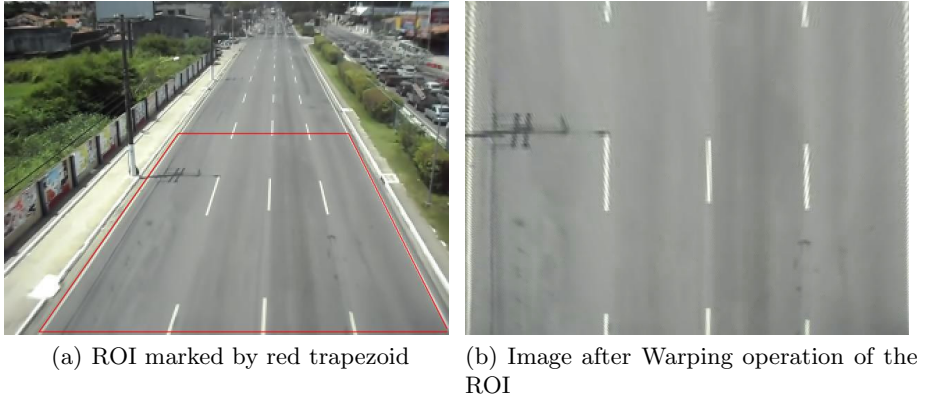 (a) ROI marked by red trapezoid
(b) Image after Warping operation of the
ROI